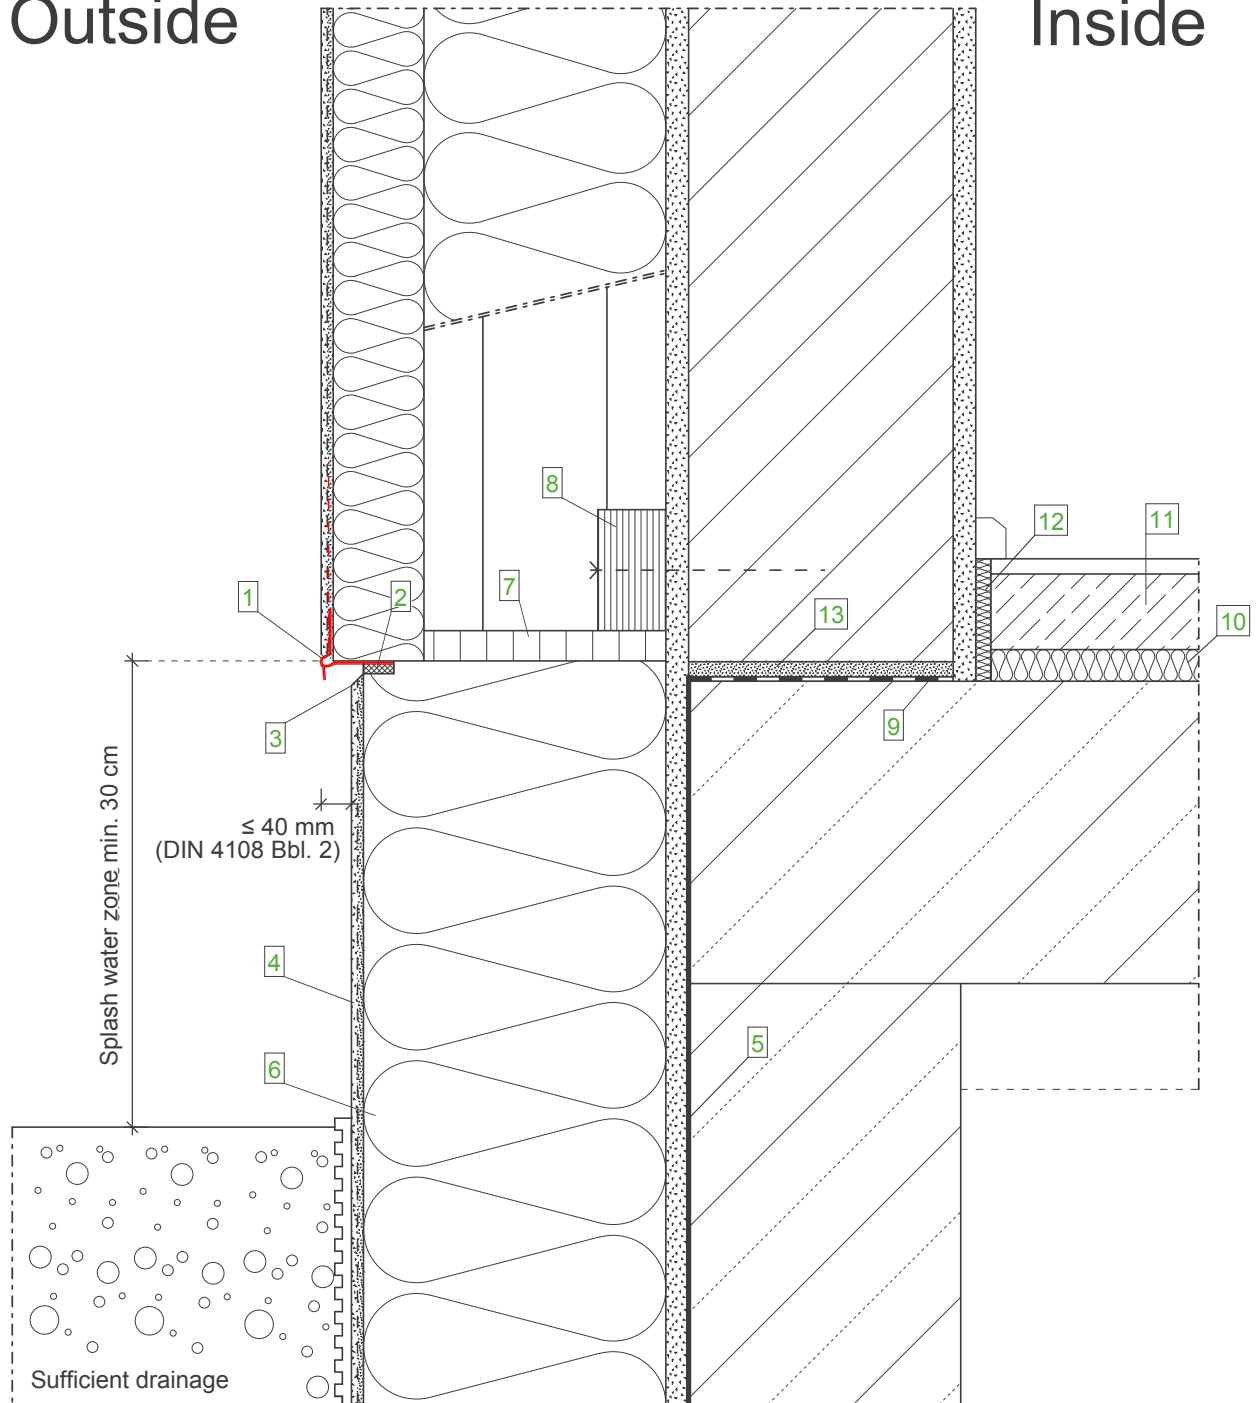 Outside
Inside
8
12
11
1
2
7
13
10
3
9
≤ 40 mm
(DIN 4108 Bbl. 2)
Splash water zone min. 30 cm
4
5
6
Sufficient drainage